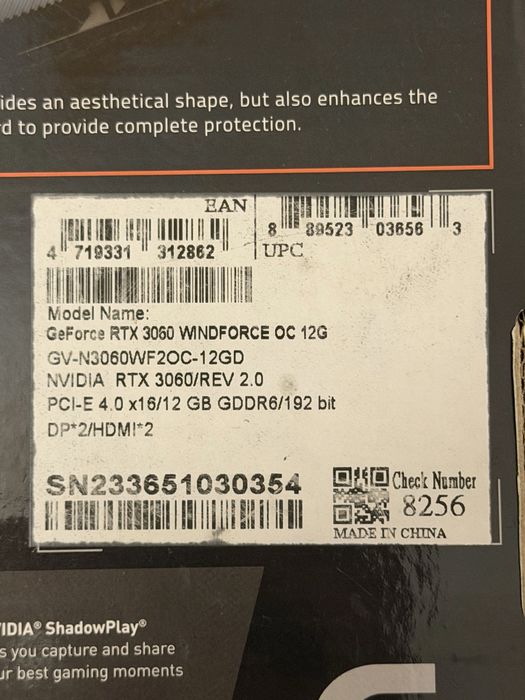 ides an aesthetical shape, but also enhances the
rd to provide complete protection.
EAN
4 719331 312862
8 89523 03656 3
UPC
Model Name:
GeForce RTX 3060 WINDFORCE OC 12G
GV-N3060WF2OC-12GD
NVIDIA RTX 3060/REV 2.0
PCI-E 4.0 x16/12 GB GDDR6/192 bit
DP*2/HDMI*2
SN233651030354
Check Number
8256
MADE IN CHINA
VIDIA® ShadowPlay®
s you capture and share
ur best gaming moments